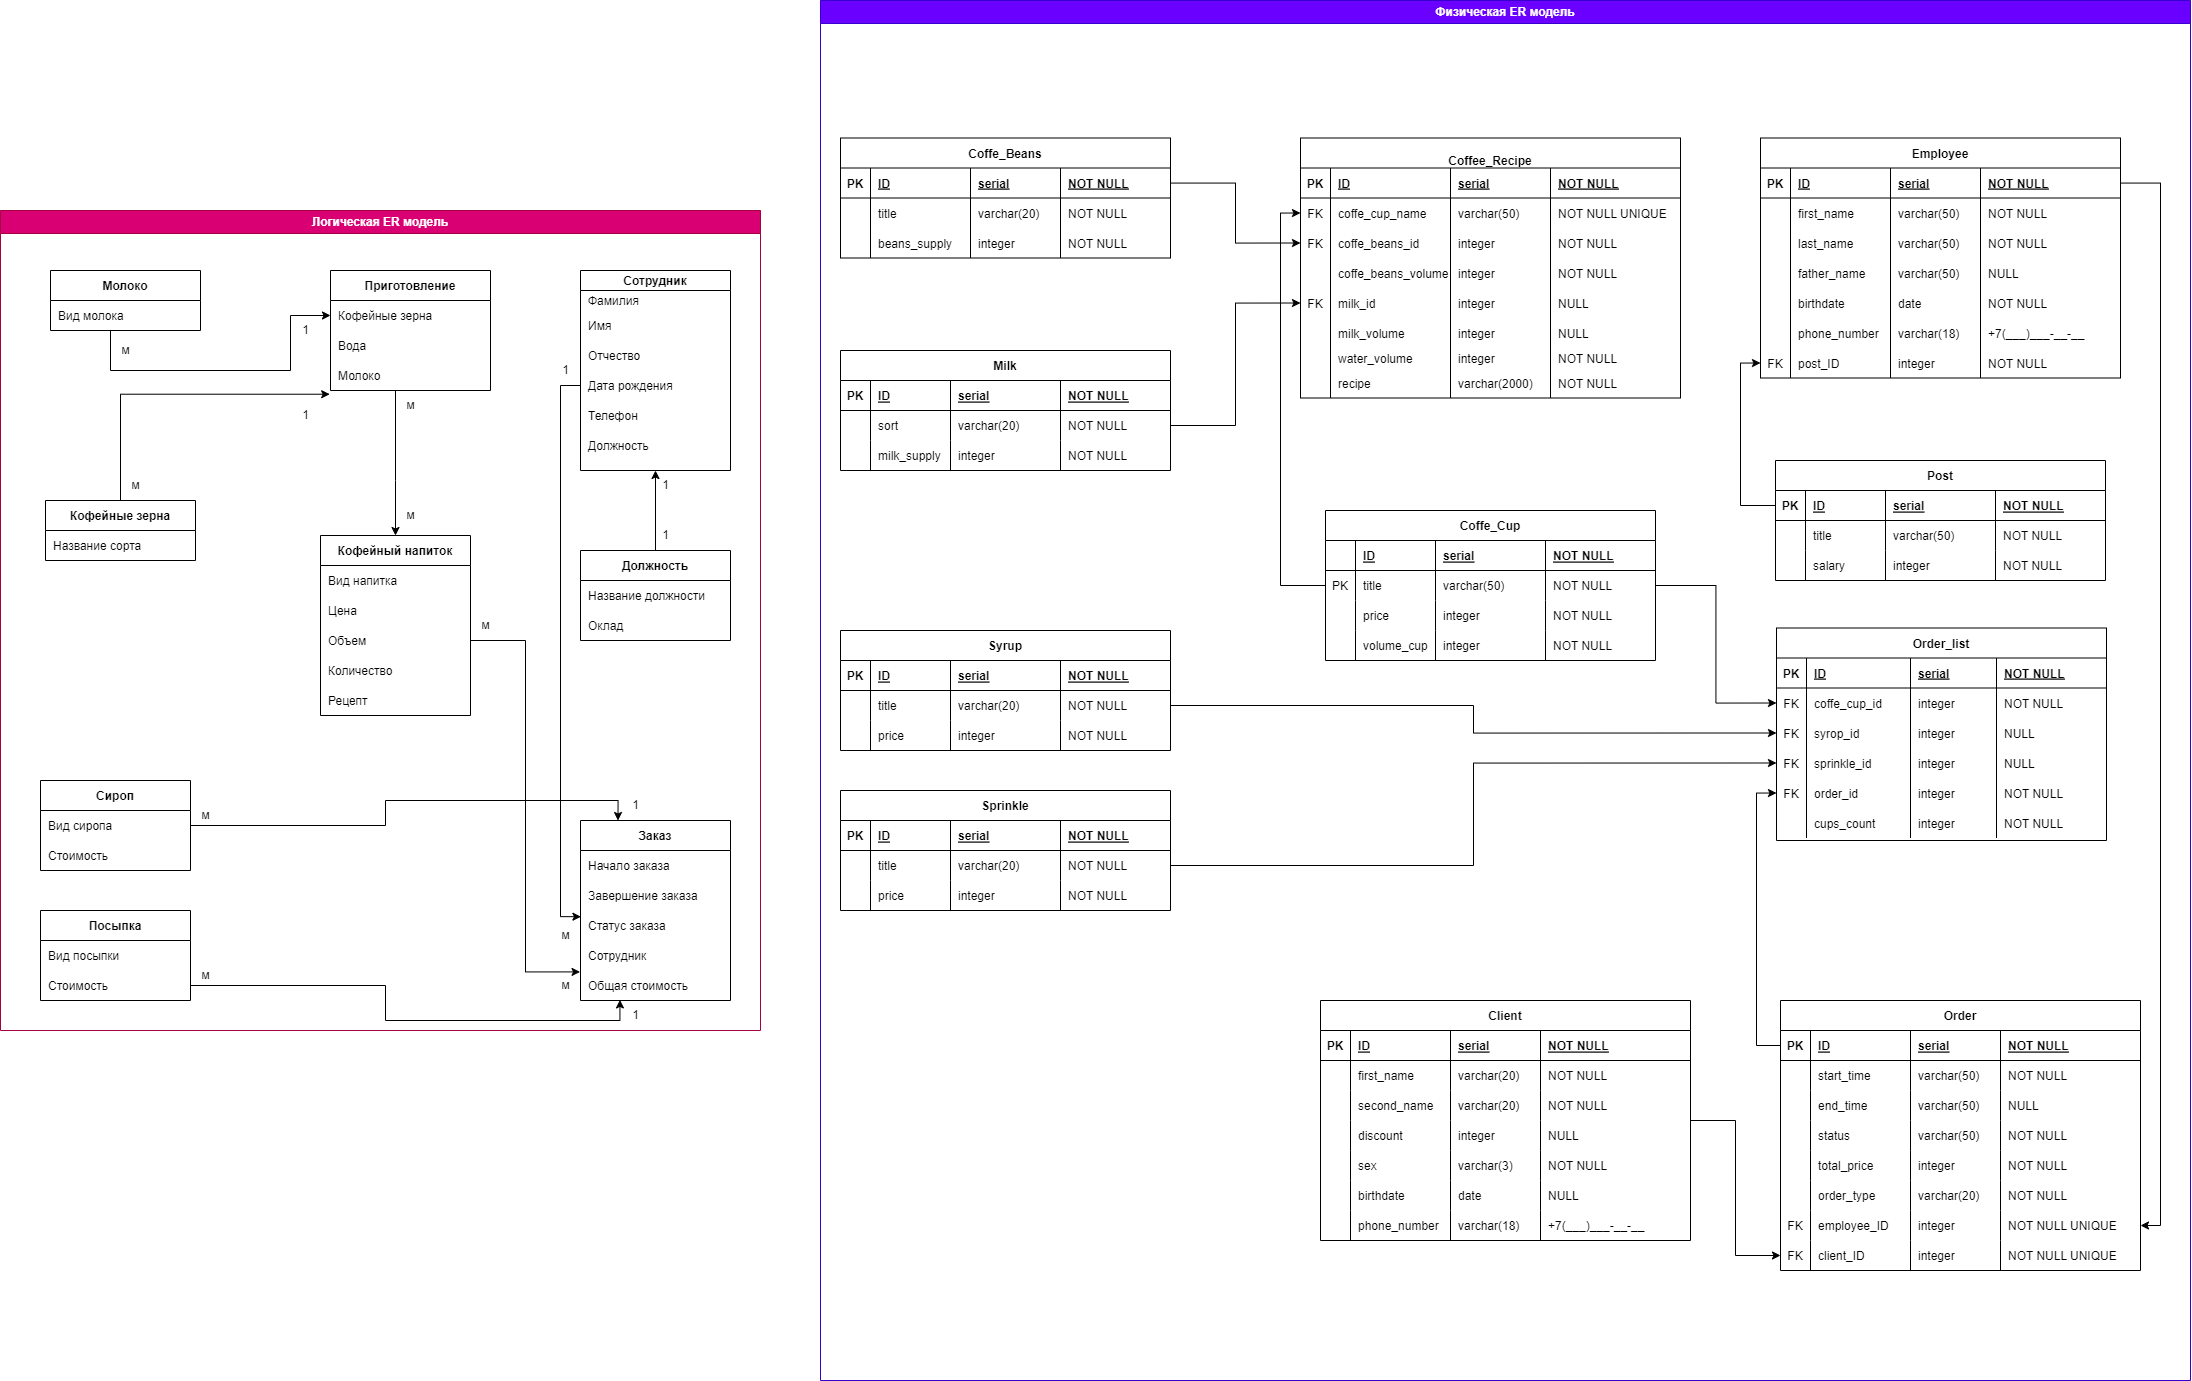 Физическая ER модель
Логическая ER модель
Молоко
Вид молока
м
1
Приготовление
Кофейные зерна
Вода
Молоко
1
м
м
м
Кофейные зерна
Название сорта
Кофейный напиток
Вид напитка
Цена
Объем
Количество
Рецепт
м
Сотрудник
Фамилия
Имя
Отчество
Дата рождения
Телефон
Должность
1
1
1
Должность
Название должности
Оклад
Сироп
Вид сиропа
Стоимость
м
1
Посыпка
Вид посыпки
Стоимость
м
1
Заказ
Начало заказа
Завершение заказа
Статус заказа
Сотрудник
Общая стоимость
м
м
Coffe_Beans
PK ID serial NOT NULL
title varchar(20) NOT NULL
beans_supply integer NOT NULL
Milk
PK ID serial NOT NULL
sort varchar(20) NOT NULL
milk_supply integer NOT NULL
Syrup
PK ID serial NOT NULL
title varchar(20) NOT NULL
price integer NOT NULL
Sprinkle
PK ID serial NOT NULL
title varchar(20) NOT NULL
price integer NOT NULL
Coffee_Recipe
PK ID serial NOT NULL
FK coffe_cup_name varchar(50) NOT NULL UNIQUE
FK coffe_beans_id integer NOT NULL
coffe_beans_volume integer NOT NULL
FK milk_id integer NULL
milk_volume integer NULL
water_volume integer NOT NULL
recipe varchar(2000) NOT NULL
Coffe_Cup
ID serial NOT NULL
PK title varchar(50) NOT NULL
price integer NOT NULL
volume_cup integer NOT NULL
Client
PK ID serial NOT NULL
first_name varchar(20) NOT NULL
second_name varchar(20) NOT NULL
discount integer NULL
sex varchar(3) NOT NULL
birthdate date NULL
phone_number varchar(18) +7(___)___-__-__
Employee
PK ID serial NOT NULL
first_name varchar(50) NOT NULL
last_name varchar(50) NOT NULL
father_name varchar(50) NULL
birthdate date NOT NULL
phone_number varchar(18) +7(___)___-__-__
FK post_ID integer NOT NULL
Post
PK ID serial NOT NULL
title varchar(50) NOT NULL
salary integer NOT NULL
Order_list
PK ID serial NOT NULL
FK coffe_cup_id integer NOT NULL
FK syrop_id integer NULL
FK sprinkle_id integer NULL
FK order_id integer NOT NULL
cups_count integer NOT NULL
Order
PK ID serial NOT NULL
start_time varchar(50) NOT NULL
end_time varchar(50) NULL
status varchar(50) NOT NULL
total_price integer NOT NULL
order_type varchar(20) NOT NULL
FK employee_ID integer NOT NULL UNIQUE
FK client_ID integer NOT NULL UNIQUE